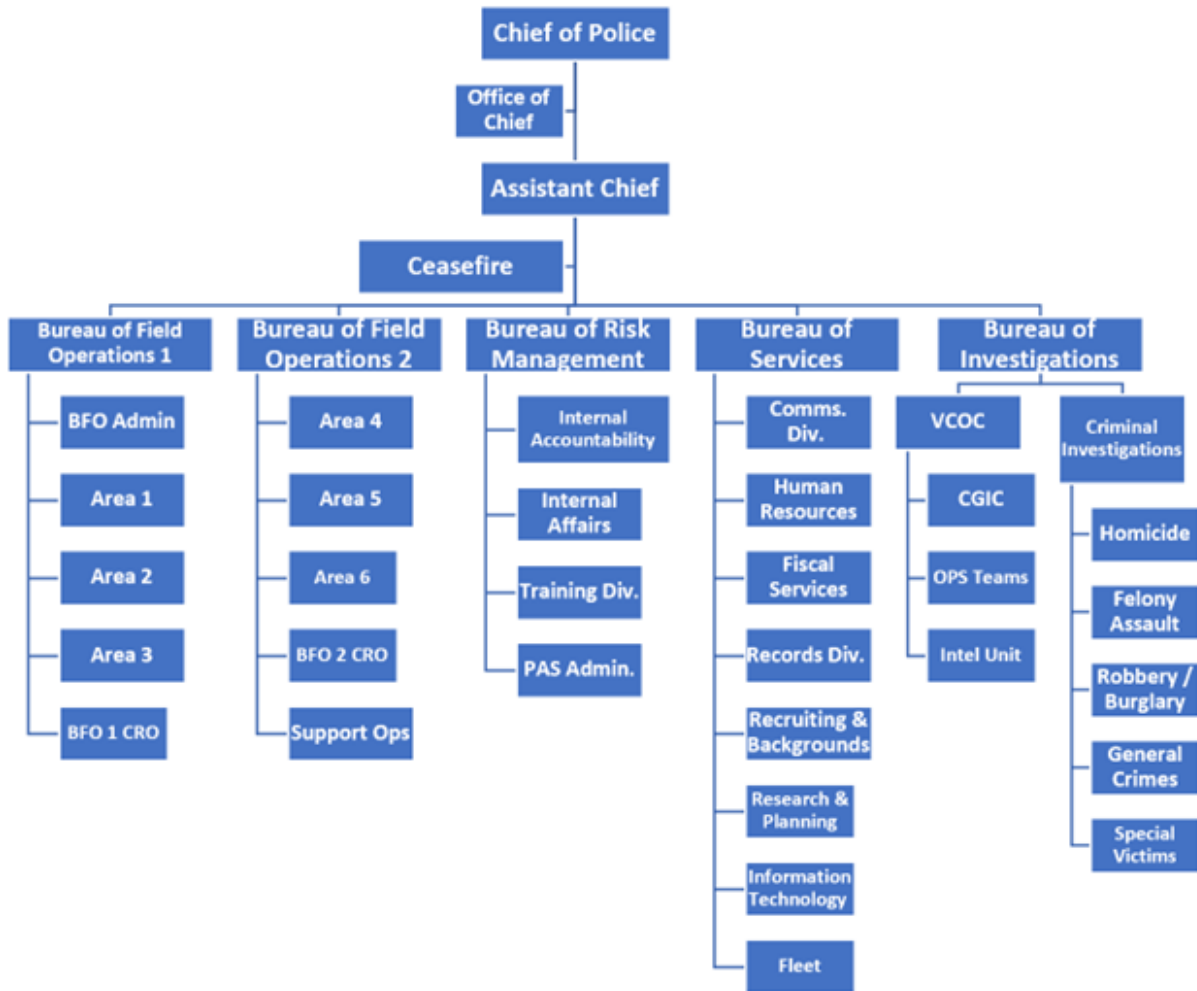 Chief of Police
Office of
Chief
Assistant Chief
Ceasefire
Bureau of Field
Operations 1
BFO Admin
Area 1
Area 2
Area 3
BFO 1 CRO
Bureau of Field
Operations 2
Area 4
Area 5
Area 6
BFO 2 CRO
Support Ops
Bureau of Risk
Management
Internal
Accountability
Internal
Affairs
Training Div.
PAS Admin.
Bureau of
Services
Comms.
Div.
Human
Resources
Fiscal
Services
Records Div.
Recruiting &
Backgrounds
Research &
Planning
Information
Technology
Fleet
Bureau of
Investigations
VCOC
CGIC
OPS Teams
Intel Unit
Criminal
Investigations
Homicide
Felony
Assault
Robbery /
Burglary
General
Crimes
Special
Victims